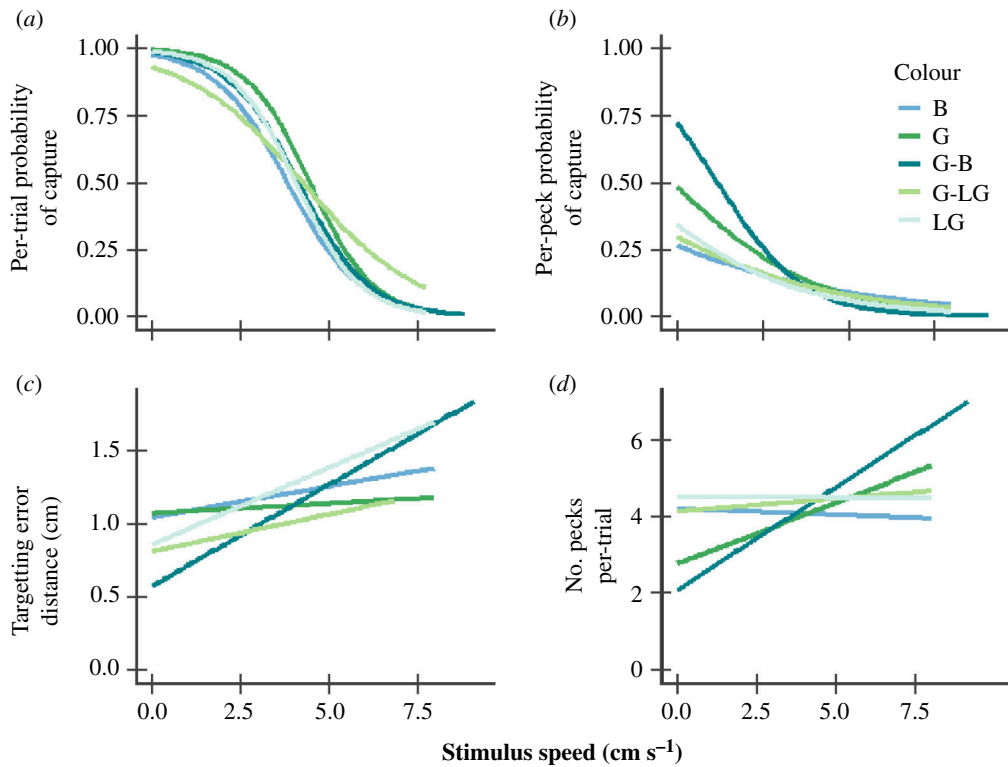 (a)
1.00
0.75
0.50
0.25
0.00
Per-trial probability
of capture
(b)
1.00
0.75
0.50
0.25
0.00
Per-peck probability
of capture
Colour
B
G
G-B
G-LG
LG
(c)
1.5
1.0
0.5
0.0
Targetting error
distance (cm)
0.0 2.5 5.0 7.5
(d)
6
4
2
0
No. pecks
per-trial
0.0 2.5 5.0 7.5
Stimulus speed (cm s⁻¹)